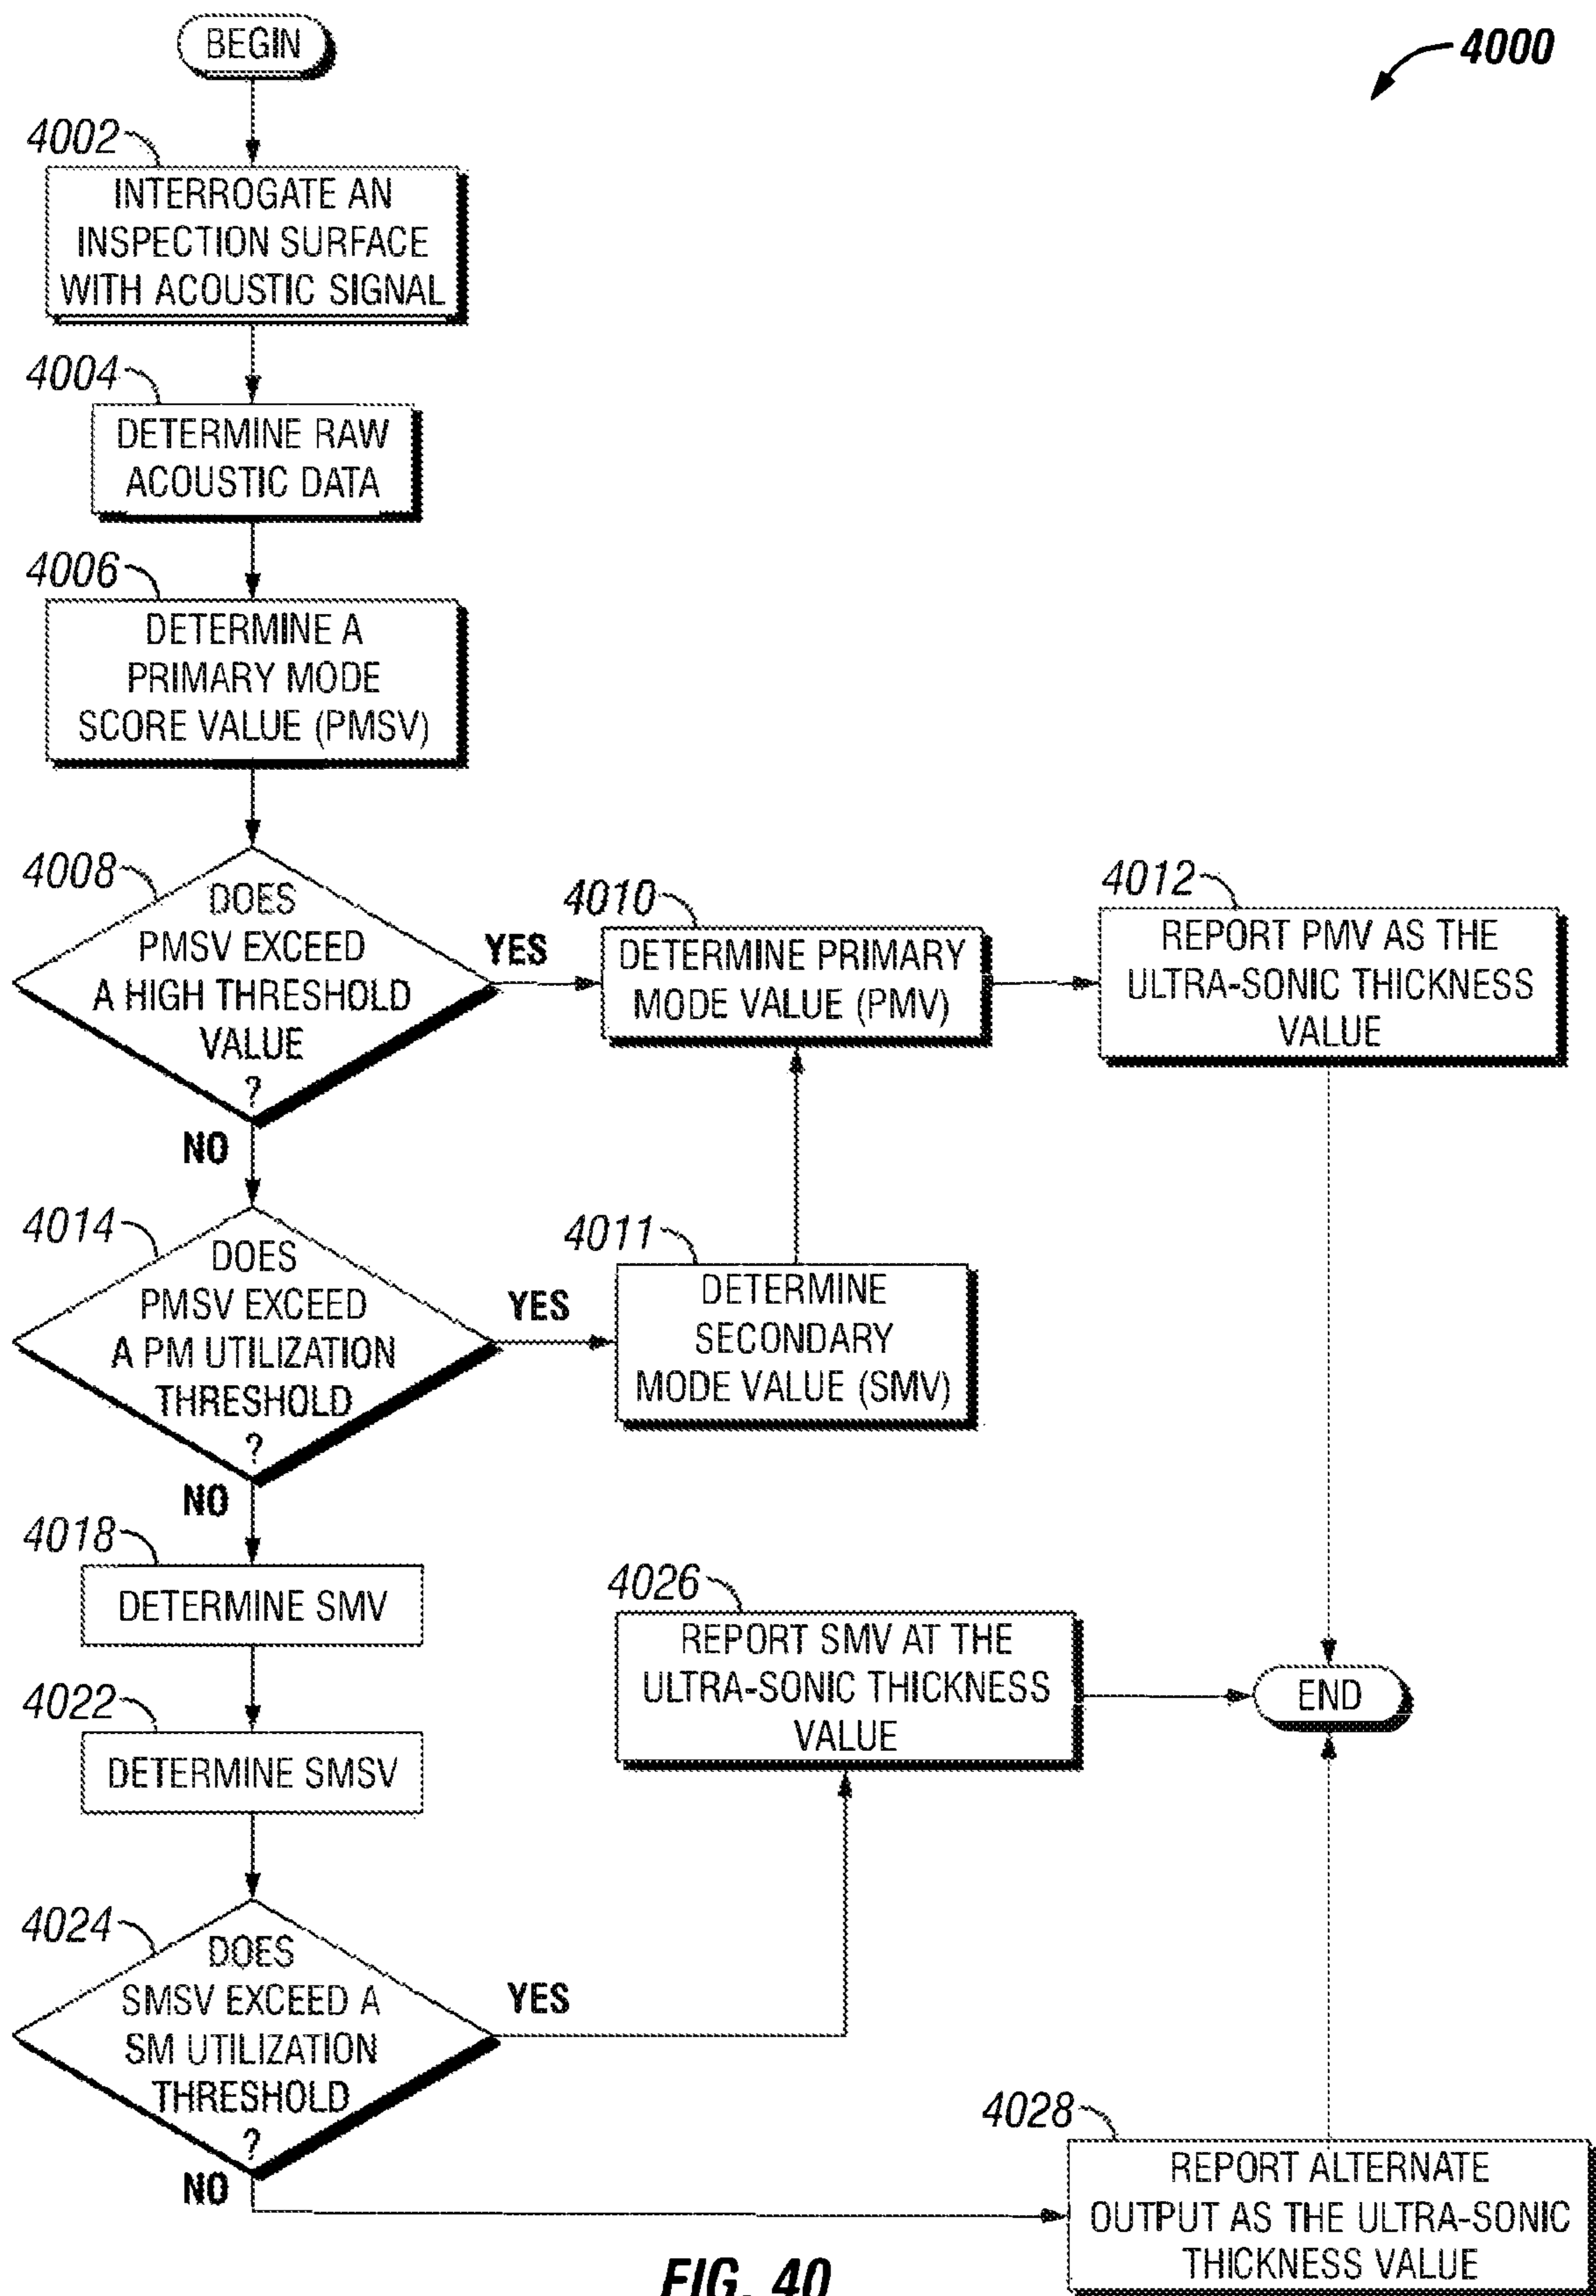 BEGIN
4000
4002
INTERROGATE AN
INSPECTION SURFACE
WITH ACOUSTIC SIGNAL
4004
DETERMINE RAW
ACOUSTIC DATA
4006
DETERMINE A
PRIMARY MODE
SCORE VALUE (PMSV)
4008
DOES
PMSV EXCEED
A HIGH THRESHOLD
VALUE
?
YES
NO
4010
DETERMINE PRIMARY
MODE VALUE (PMV)
4012
REPORT PMV AS THE
ULTRA-SONIC THICKNESS
VALUE
4014
DOES
PMSV EXCEED
A PM UTILIZATION
THRESHOLD
?
YES
NO
4011
DETERMINE
SECONDARY
MODE VALUE (SMV)
4018
DETERMINE SMV
4022
DETERMINE SMSV
4026
REPORT SMV AT THE
ULTRA-SONIC THICKNESS
VALUE
END
4024
DOES
SMSV EXCEED A
SM UTILIZATION
THRESHOLD
?
YES
NO
4028
REPORT ALTERNATE
OUTPUT AS THE ULTRA-SONIC
THICKNESS VALUE
FIG. 40